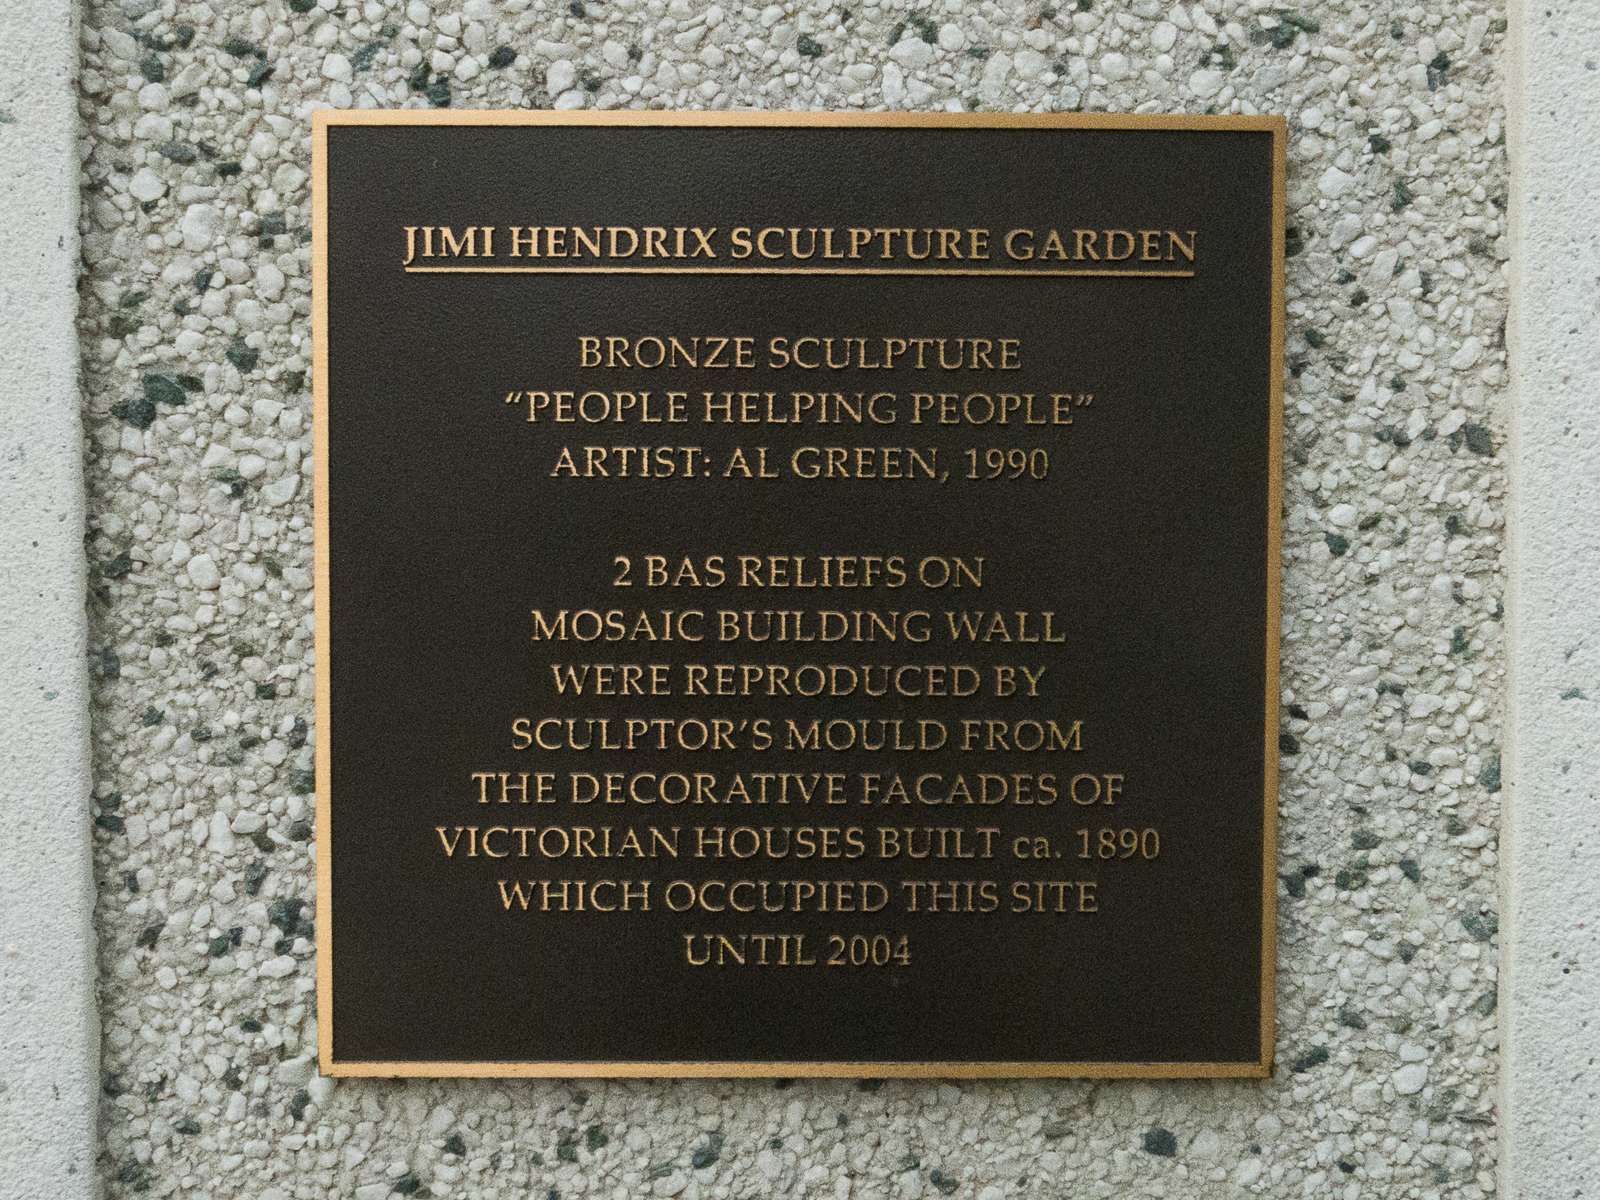 JIMI HENDRIX SCULPTURE GARDEN
BRONZE SCULPTURE
“PEOPLE HELPING PEOPLE”
ARTIST: AL GREEN, 1990
2 BAS RELIEFS ON
MOSAIC BUILDING WALL
WERE REPRODUCED BY
SCULPTOR’S MOULD FROM
THE DECORATIVE FACADES OF
VICTORIAN HOUSES BUILT ca. 1890
WHICH OCCUPIED THIS SITE
UNTIL 2004